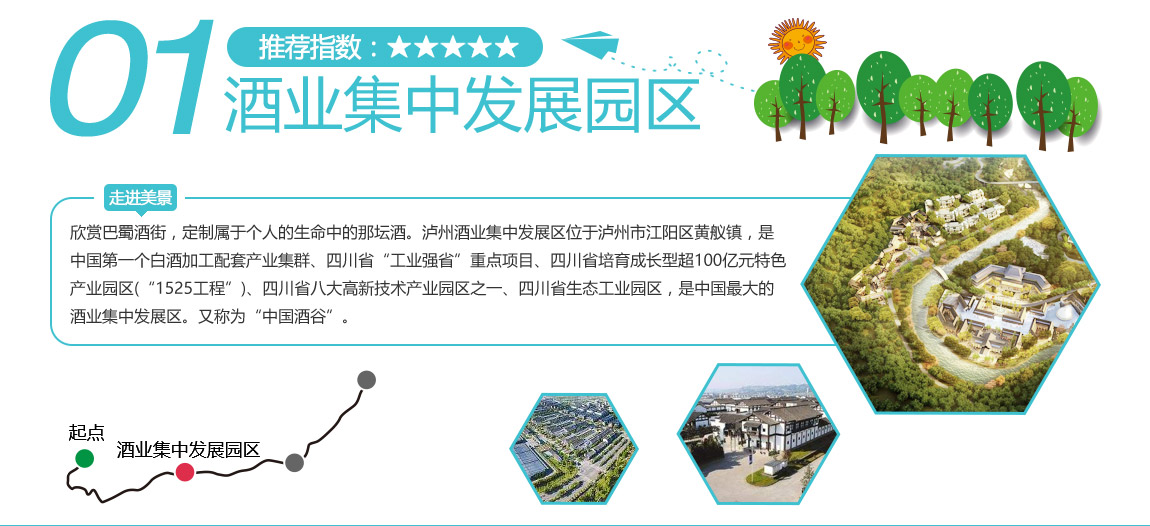 01
推荐指数：★★★★★
酒业集中发展园区
走进美景
欣赏巴蜀酒街，定制属于个人的生命中的那坛酒。泸州酒业集中发展区位于泸州市江阳区黄舣镇，是
中国第一个白酒加工配套产业集群、四川省“工业强省”重点项目、四川省培育成长型超100亿元特色
产业园区(“1525工程”)、四川省八大高新技术产业园区之一、四川省生态工业园区，是中国最大的
酒业集中发展区。又称为“中国酒谷”。
起点
酒业集中发展园区